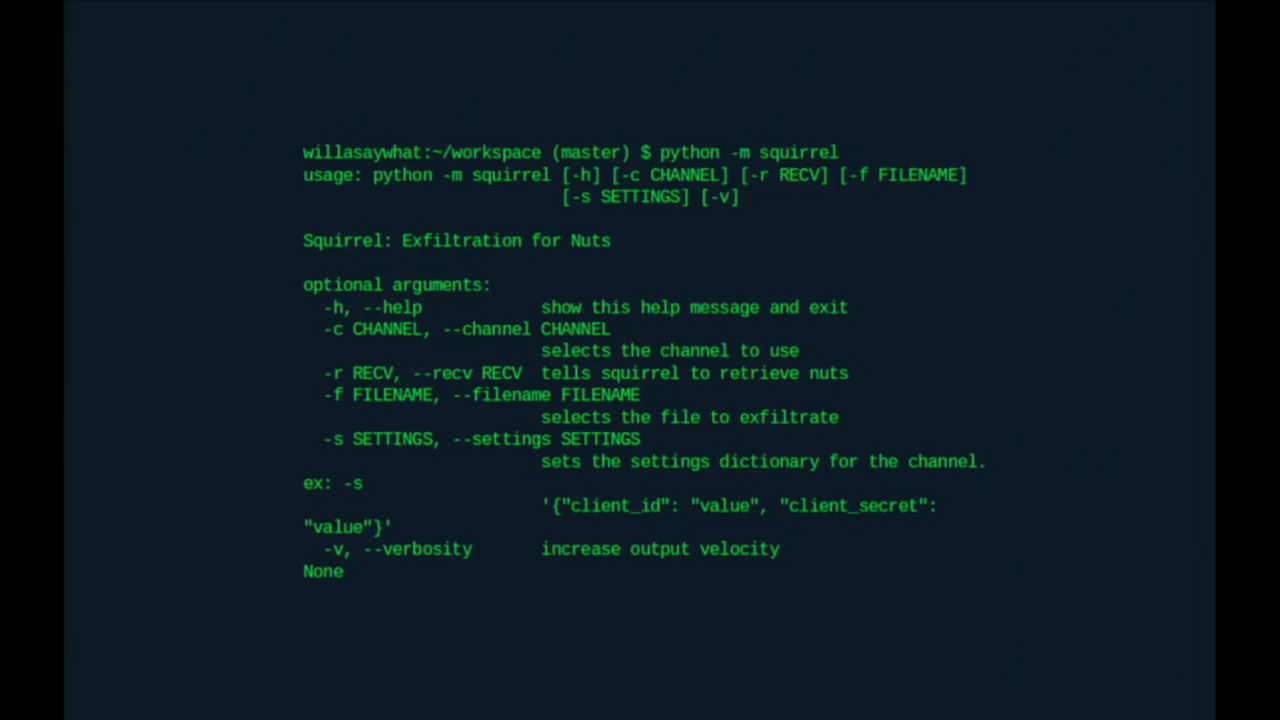 willasaywhat:~/workspace (master) $ python -m squirrel
usage: python -m squirrel [-h] [-c CHANNEL] [-r RECV] [-f FILENAME]
[-s SETTINGS] [-v]
Squirrel: Exfiltration for Nuts
optional arguments:
-h, --help show this help message and exit
-c CHANNEL, --channel CHANNEL
selects the channel to use
-r RECV, --recv RECV tells squirrel to retrieve nuts
-f FILENAME, --filename FILENAME
selects the file to exfiltrate
-s SETTINGS, --settings SETTINGS
sets the settings dictionary for the channel.
ex: -s
'{"client_id": "value", "client_secret":
"value"}'
-v, --verbosity increase output velocity
None